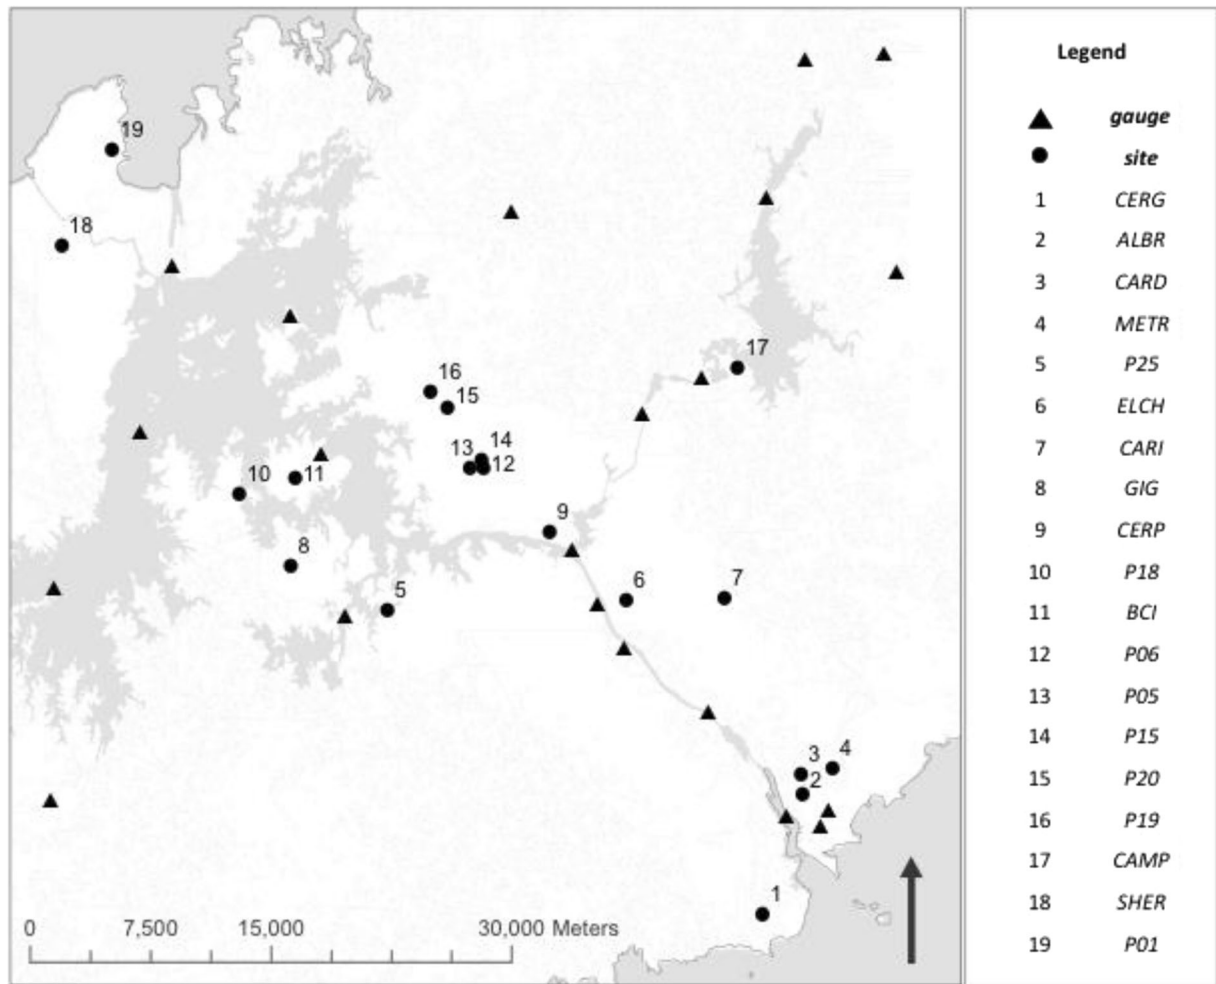 19
18
17
16
15
14
13
12
10
11
9
8
7
6
5
3
4
2
1
0
7,500
15,000
30,000 Meters
Legend
gauge
site
1 CERG
2 ALBR
3 CARD
4 METR
5 P25
6 ELCH
7 CARI
8 GIG
9 CERP
10 P18
11 BCI
12 P06
13 P05
14 P15
15 P20
16 P19
17 CAMP
18 SHER
19 P01